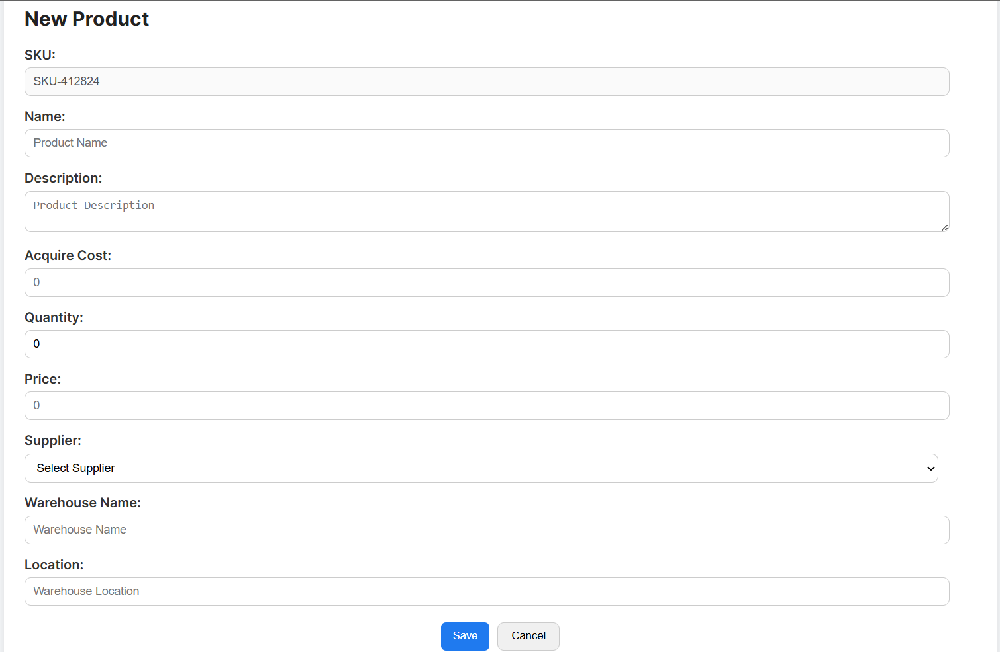 New Product
SKU:
SKU-412824
Name:
Product Name
Description:
Product Description
Acquire Cost:
0
Quantity:
0
Price:
0
Supplier:
Select Supplier
Warehouse Name:
Warehouse Name
Location:
Warehouse Location
Save Cancel